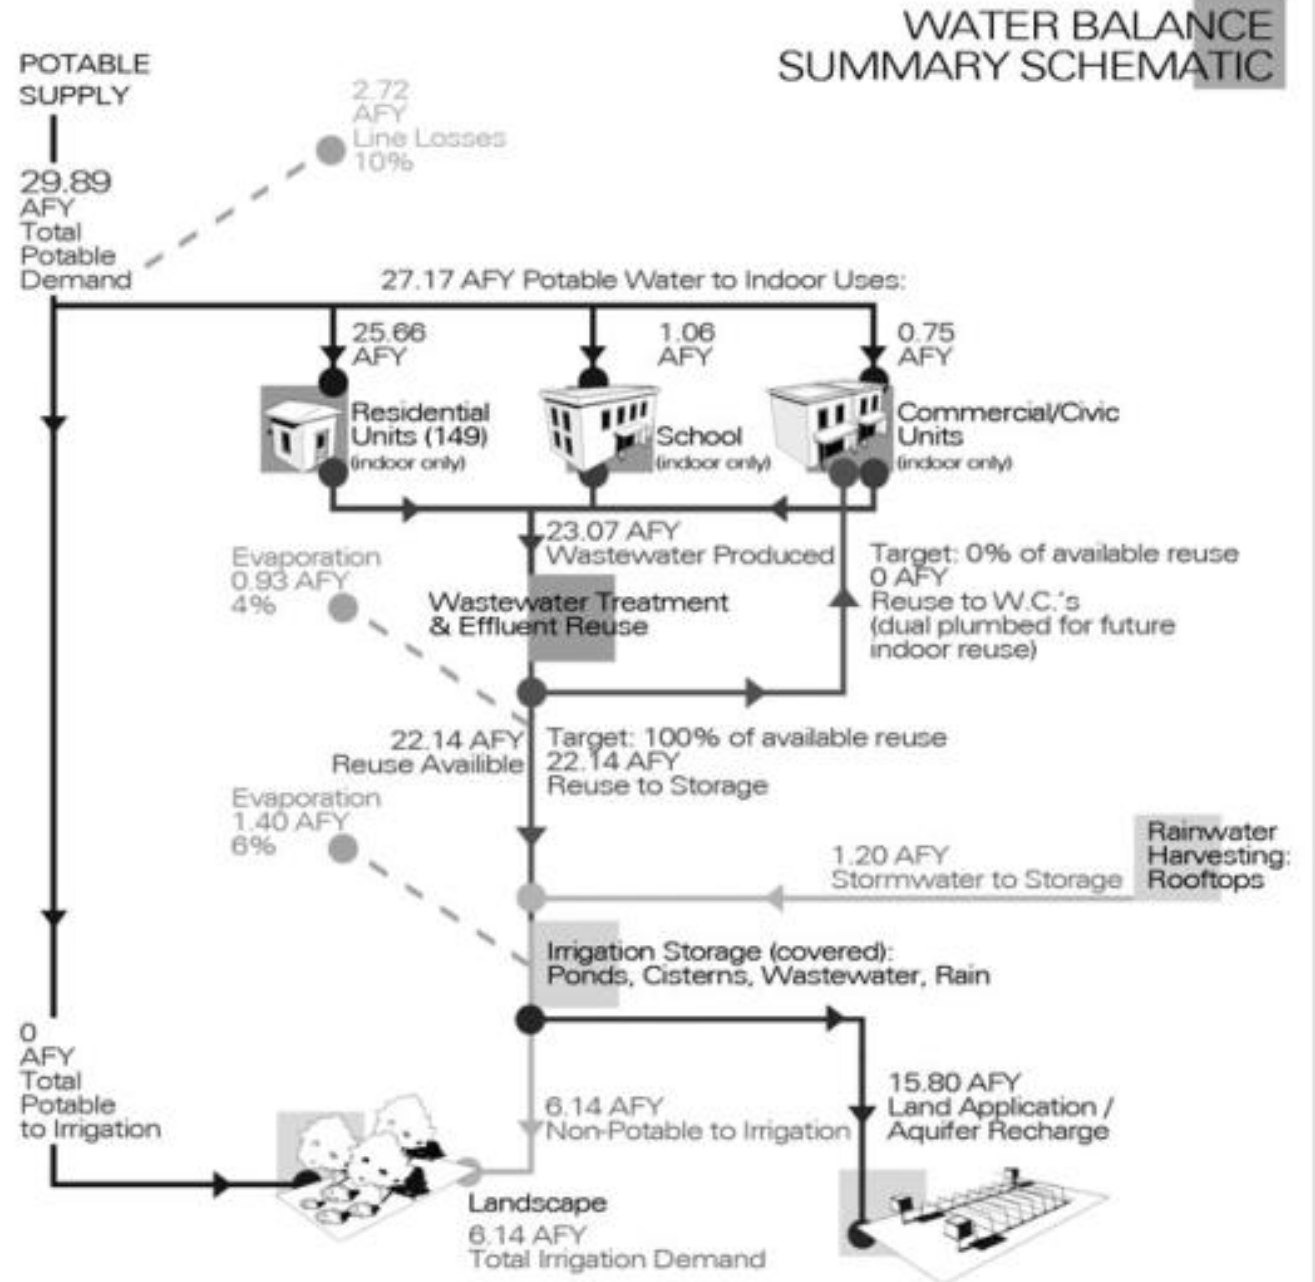 WATER BALANCE
SUMMARY SCHEMATIC
POTABLE
SUPPLY
2.72
AFY
Line Losses
10%
29.89
AFY
Total
Potable
Demand
27.17 AFY Potable Water to Indoor Uses:
25.66
AFY
1.06
AFY
0.75
AFY
Residential
Units (149)
(indoor only)
School
(indoor only)
Commercial/Civic
Units
(indoor only)
23.07 AFY
Wastewater Produced
Evaporation
0.93 AFY
4%
Wastewater Treatment
& Effluent Reuse
Target: 0% of available reuse
0 AFY
Reuse to W.C.'s
(dual plumbed for future
indoor reuse)
22.14 AFY
Reuse Availible
Target: 100% of available reuse
22.14 AFY
Reuse to Storage
Evaporation
1.40 AFY
6%
1.20 AFY
Stormwater to Storage
Rainwater
Harvesting:
Rooftops
Irrigation Storage (covered):
Ponds, Cisterns, Wastewater, Rain
0
AFY
Total
Potable
to Irrigation
6.14 AFY
Non-Potable to Irrigation
15.80 AFY
Land Application /
Aquifer Recharge
Landscape
6.14 AFY
Total Irrigation Demand